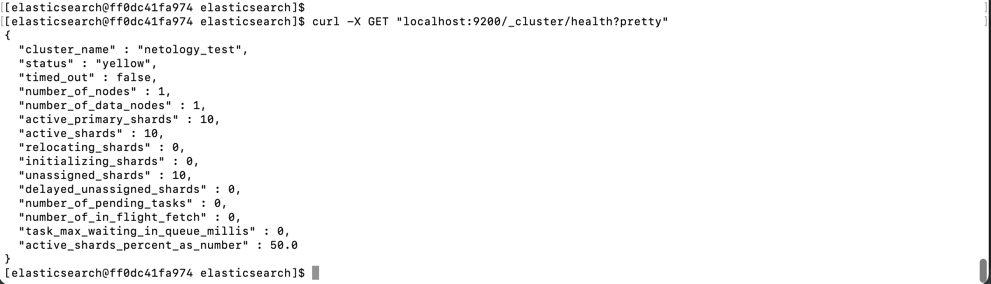 [[elasticsearch@ff0dc41fa974 elasticsearch]$ ]
[[elasticsearch@ff0dc41fa974 elasticsearch]$ curl -X GET "localhost:9200/_cluster/health?pretty" ]
{
  "cluster_name" : "netology_test",
  "status" : "yellow",
  "timed_out" : false,
  "number_of_nodes" : 1,
  "number_of_data_nodes" : 1,
  "active_primary_shards" : 10,
  "active_shards" : 10,
  "relocating_shards" : 0,
  "initializing_shards" : 0,
  "unassigned_shards" : 10,
  "delayed_unassigned_shards" : 0,
  "number_of_pending_tasks" : 0,
  "number_of_in_flight_fetch" : 0,
  "task_max_waiting_in_queue_millis" : 0,
  "active_shards_percent_as_number" : 50.0
}
[elasticsearch@ff0dc41fa974 elasticsearch]$